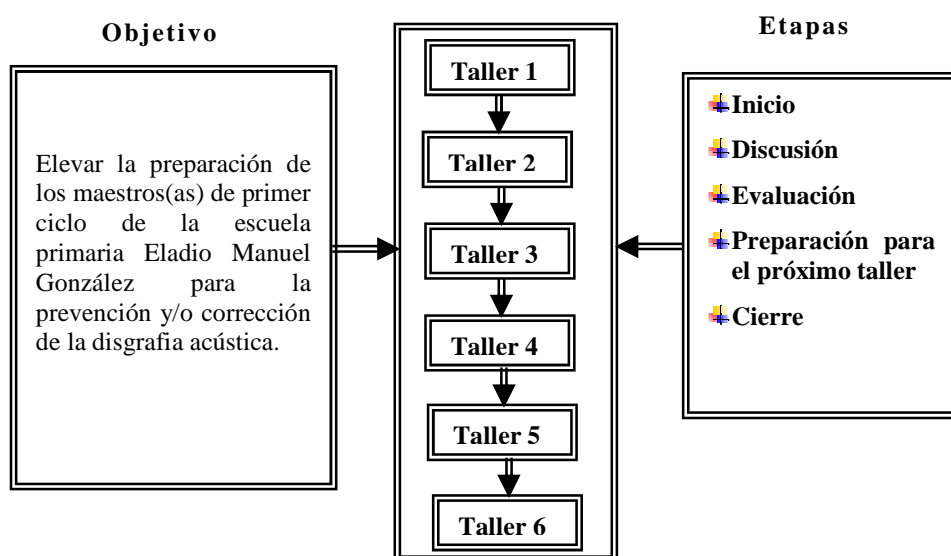 Objetivo
Elevar la preparación de
los maestros(as) de primer
ciclo de la escuela
primaria Eladio Manuel
González para la
prevención y/o corrección
de la disgrafia acústica.
Taller 1
Taller 2
Taller 3
Taller 4
Taller 5
Taller 6
Etapas
Inicio
Discusión
Evaluación
Preparación para
el próximo taller
Cierre